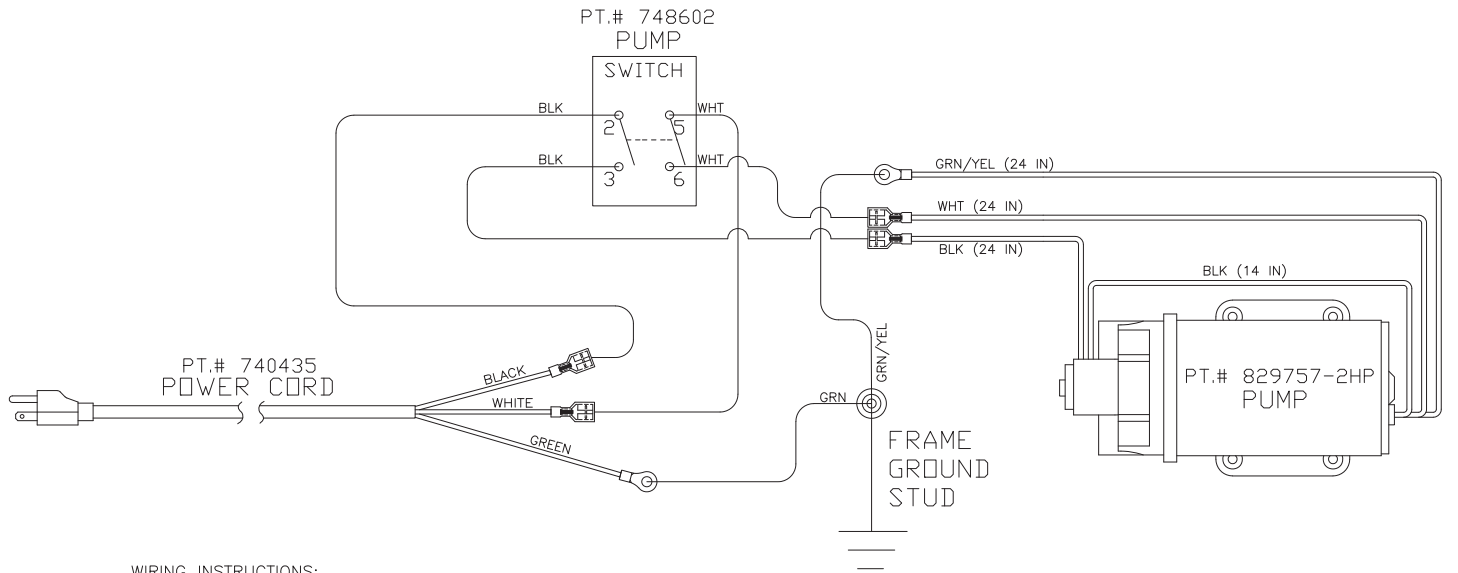 PT.# 748602
PUMP
SWITCH
BLK
WHT
2
5
BLK
WHT
3
6
GRN/YEL (24 IN)
WHT (24 IN)
BLK (24 IN)
BLK (14 IN)
GRN/YEL
PT.# 740435
POWER CORD
BLACK
WHITE
GREEN
GRN
FRAME
GROUND
STUD
PT.# 829757-2HP
PUMP
WIRING INSTRUCTIONS: